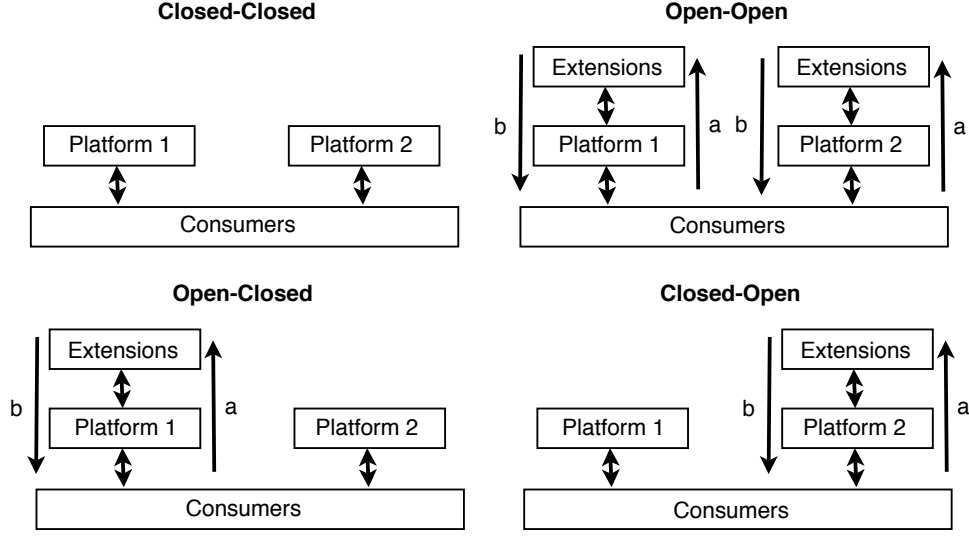 Closed-Closed
Platform 1
Platform 2
Consumers
Open-Open
Extensions
Extensions
b
a
b
a
Platform 1
Platform 2
Consumers
Open-Closed
Extensions
b
a
Platform 1
Platform 2
Consumers
Closed-Open
Extensions
b
a
Platform 1
Platform 2
Consumers